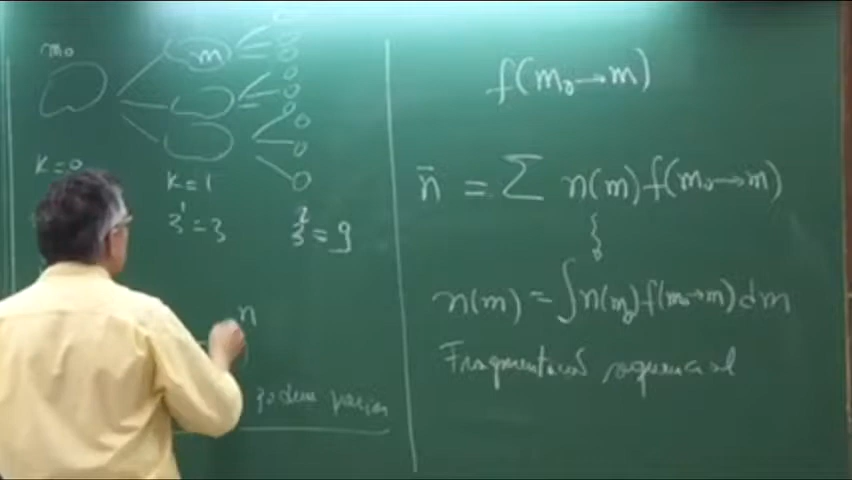 m₀
m
K=0
K=1
3¹=3
3²=9
n
f(m₀→m)
n̄ = Σ n(m)f(m₀→m)
n(m) = ∫n(m₀)f(m₀→m)dm